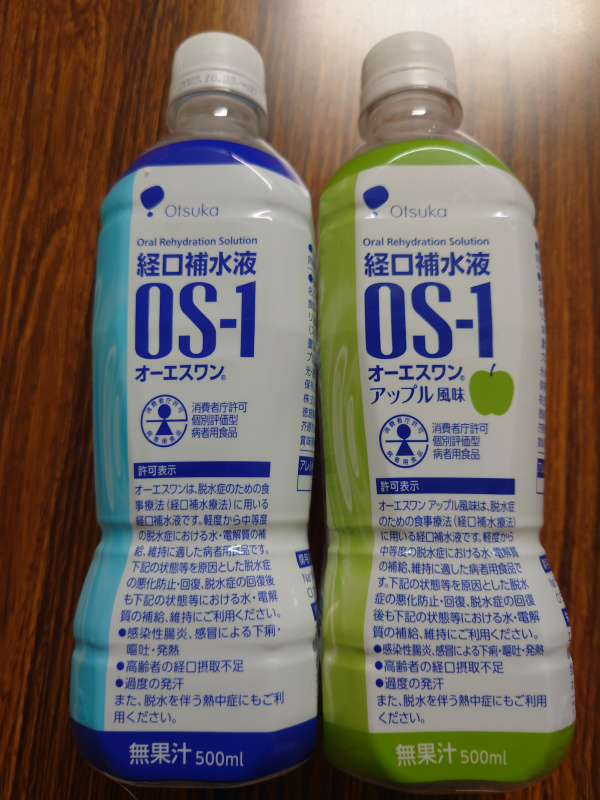 Otsuka
Oral Rehydration Solution
経口補水液
OS-1
オーエスワン®
消費者庁許可
個別評価型
病者用食品
消費者庁許可
病者用食品
許可表示
オーエスワンは、脱水症のための食
事療法(経口補水療法)に用いる
経口補水液です。軽度から中等度
の脱水症における水・電解質の補
給、維持に適した病者用食品です。
下記の状態等を原因とした脱水症
の悪化防止・回復、脱水症の回復後
も下記の状態等における水・電解
質の補給、維持にご利用ください。
●感染性腸炎、感冒による下痢・
嘔吐・発熱
●高齢者の経口摂取不足
●過度の発汗
また、脱水を伴う熱中症にもご利
用ください。
無果汁 500ml
Otsuka
Oral Rehydration Solution
経口補水液
OS-1
オーエスワン®
アップル風味
消費者庁許可
個別評価型
病者用食品
消費者庁許可
病者用食品
許可表示
オーエスワン アップル風味は、脱水症
のための食事療法(経口補水療法)
に用いる経口補水液です。軽度から
中等度の脱水症における水・電解質
の補給、維持に適した病者用食品で
す。下記の状態等を原因とした脱水
症の悪化防止・回復、脱水症の回復
後も下記の状態等における水・電解
質の補給、維持にご利用ください。
●感染性腸炎、感冒による下痢・嘔吐・発熱
●高齢者の経口摂取不足
●過度の発汗
また、脱水を伴う熱中症にもご利用
ください。
無果汁 500ml